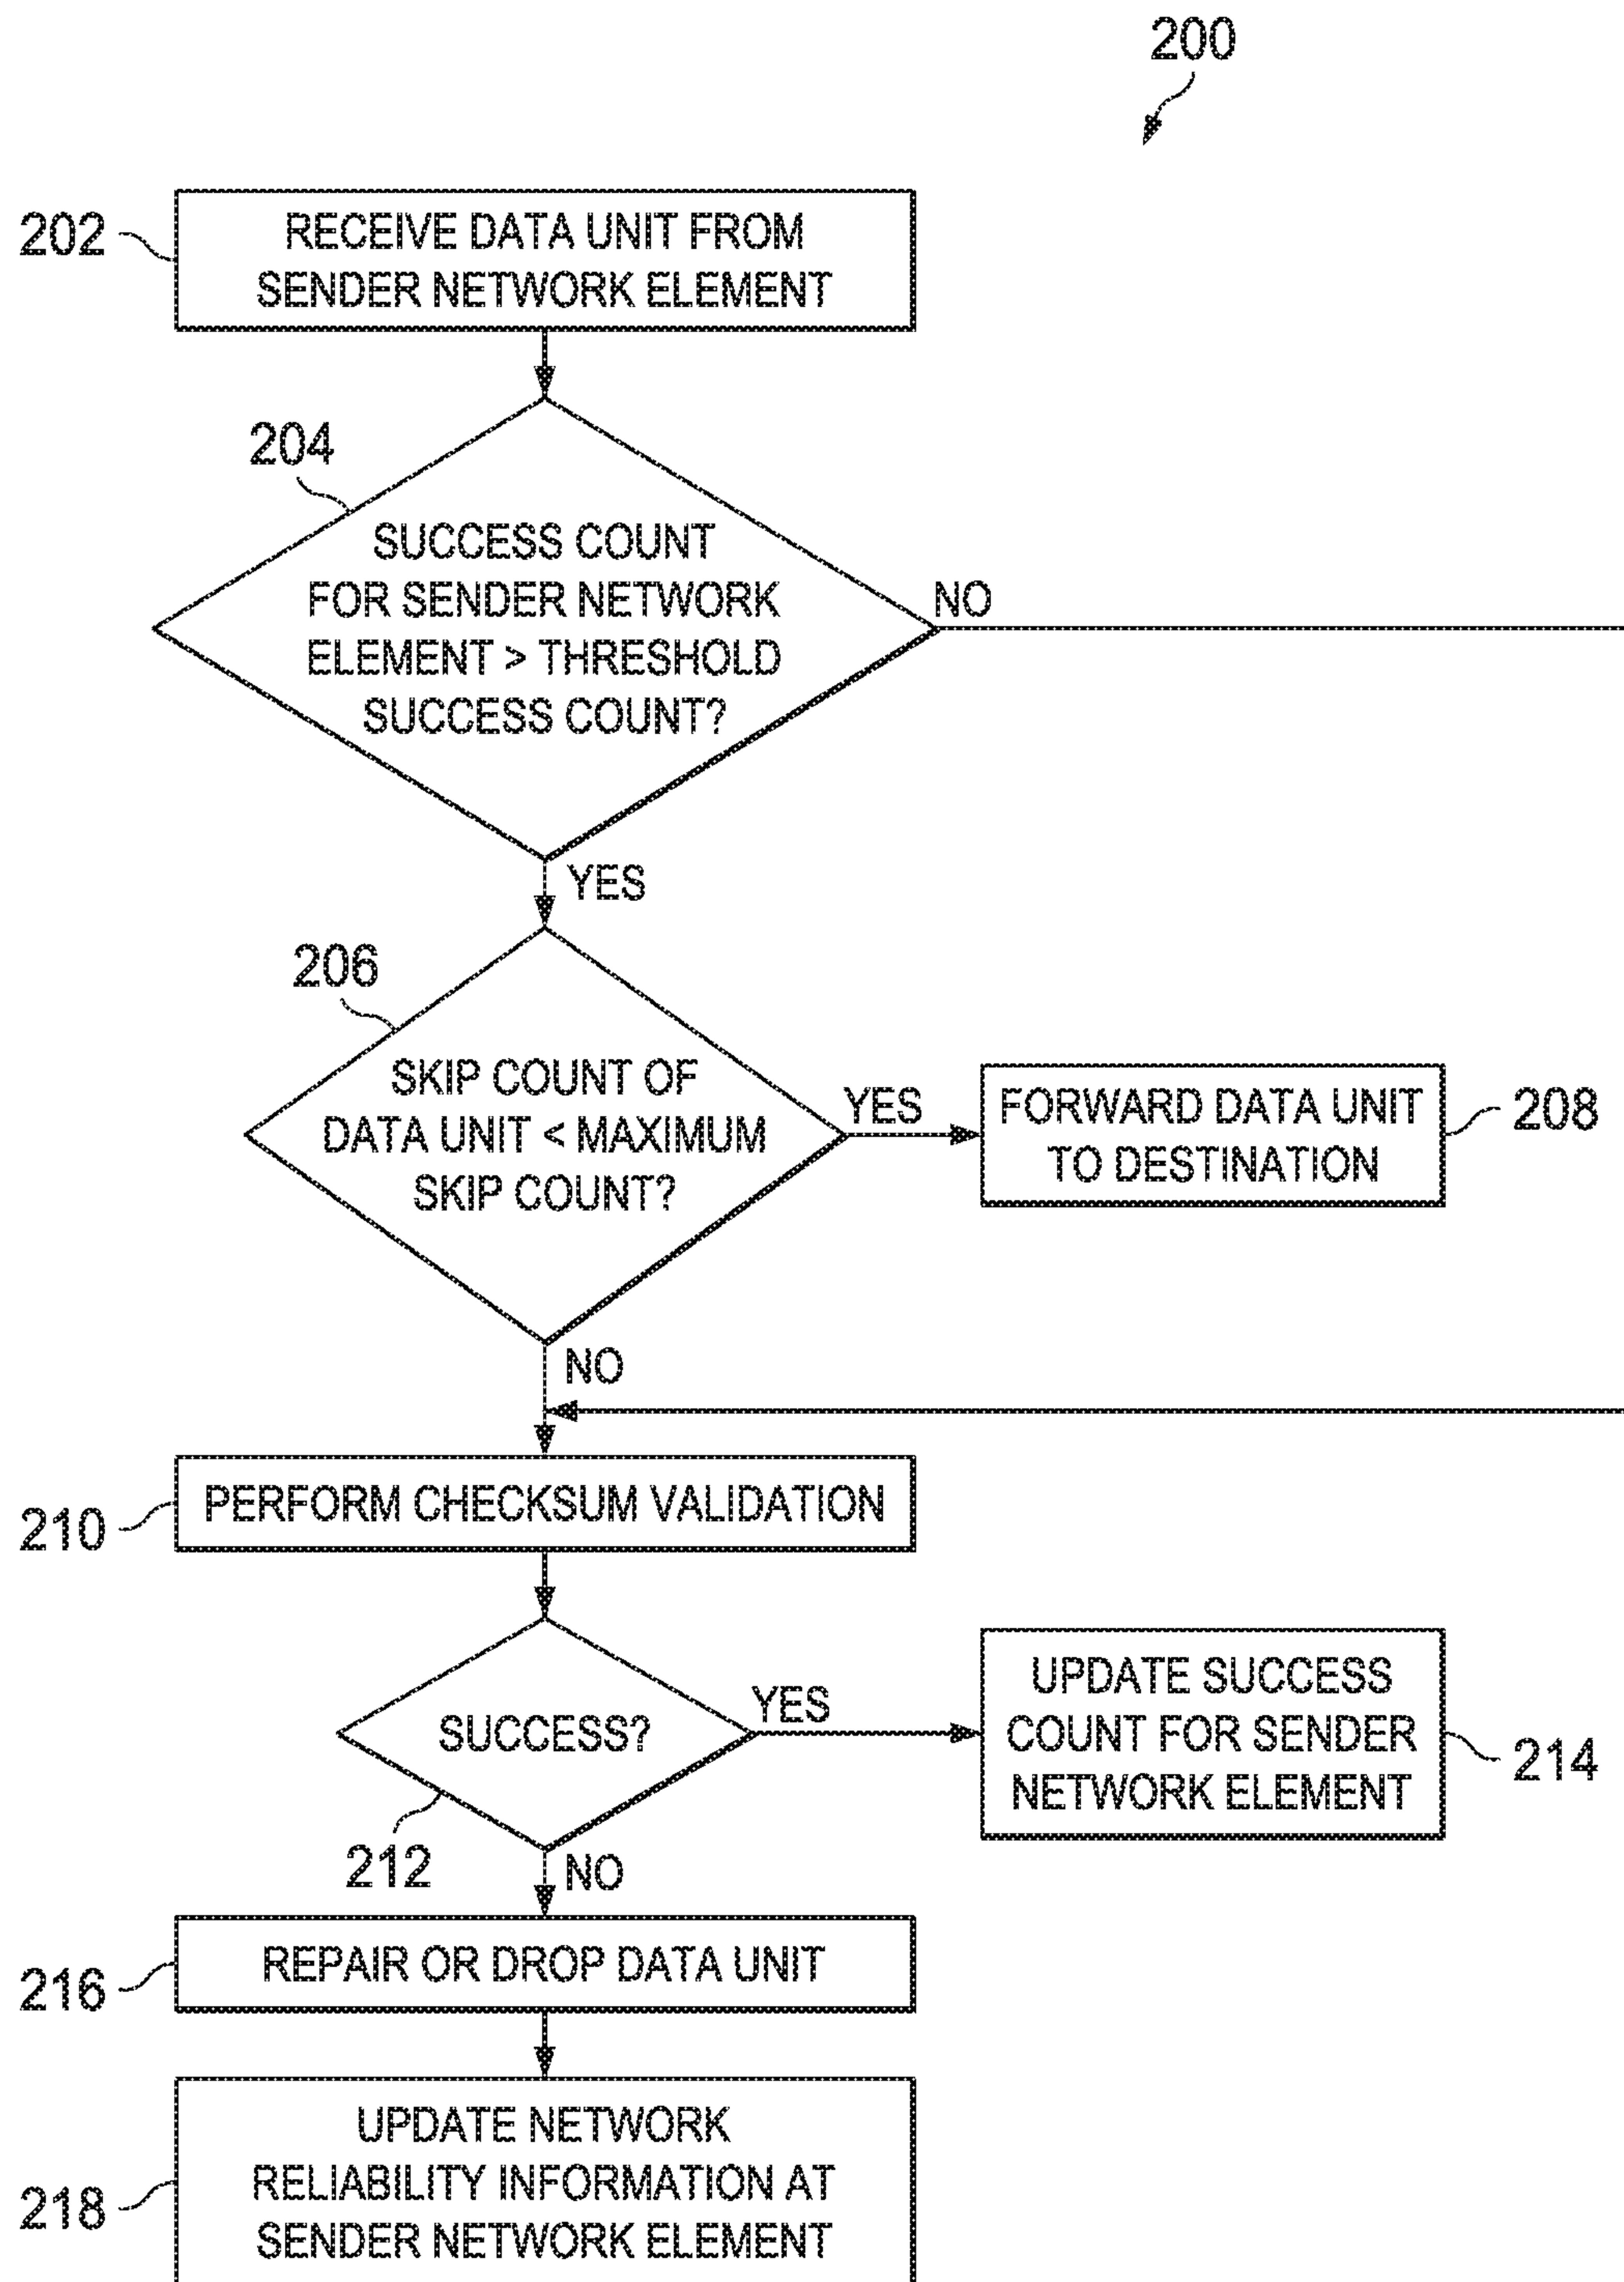 200
202
RECEIVE DATA UNIT FROM
SENDER NETWORK ELEMENT
204
SUCCESS COUNT
FOR SENDER NETWORK
ELEMENT > THRESHOLD
SUCCESS COUNT?
NO
YES
206
SKIP COUNT OF
DATA UNIT < MAXIMUM
SKIP COUNT?
YES
FORWARD DATA UNIT
TO DESTINATION
208
NO
210
PERFORM CHECKSUM VALIDATION
SUCCESS?
YES
UPDATE SUCCESS
COUNT FOR SENDER
NETWORK ELEMENT
214
212
NO
216
REPAIR OR DROP DATA UNIT
218
UPDATE NETWORK
RELIABILITY INFORMATION AT
SENDER NETWORK ELEMENT